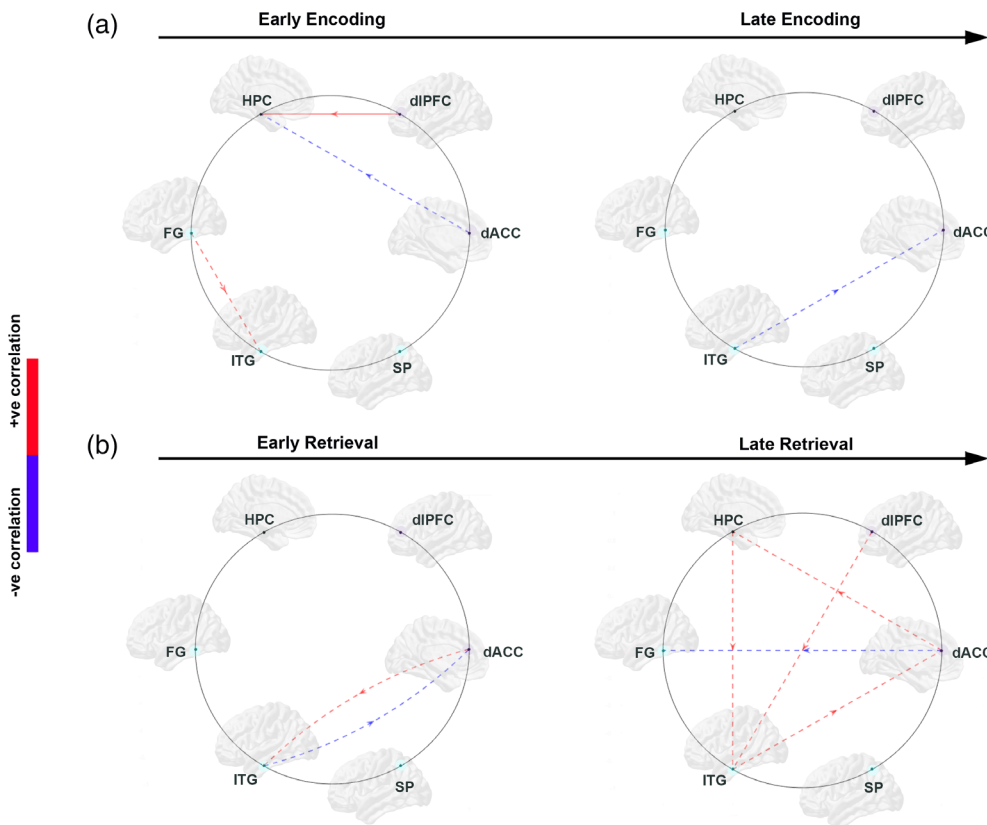 (a)
Early Encoding
Late Encoding
HPC
dlPFC
HPC
dlPFC
FG
dACC
FG
dACC
ITG
SP
ITG
SP
+ve correlation
-ve correlation
(b)
Early Retrieval
Late Retrieval
HPC
dlPFC
HPC
dlPFC
FG
dACC
FG
dACC
ITG
SP
ITG
SP